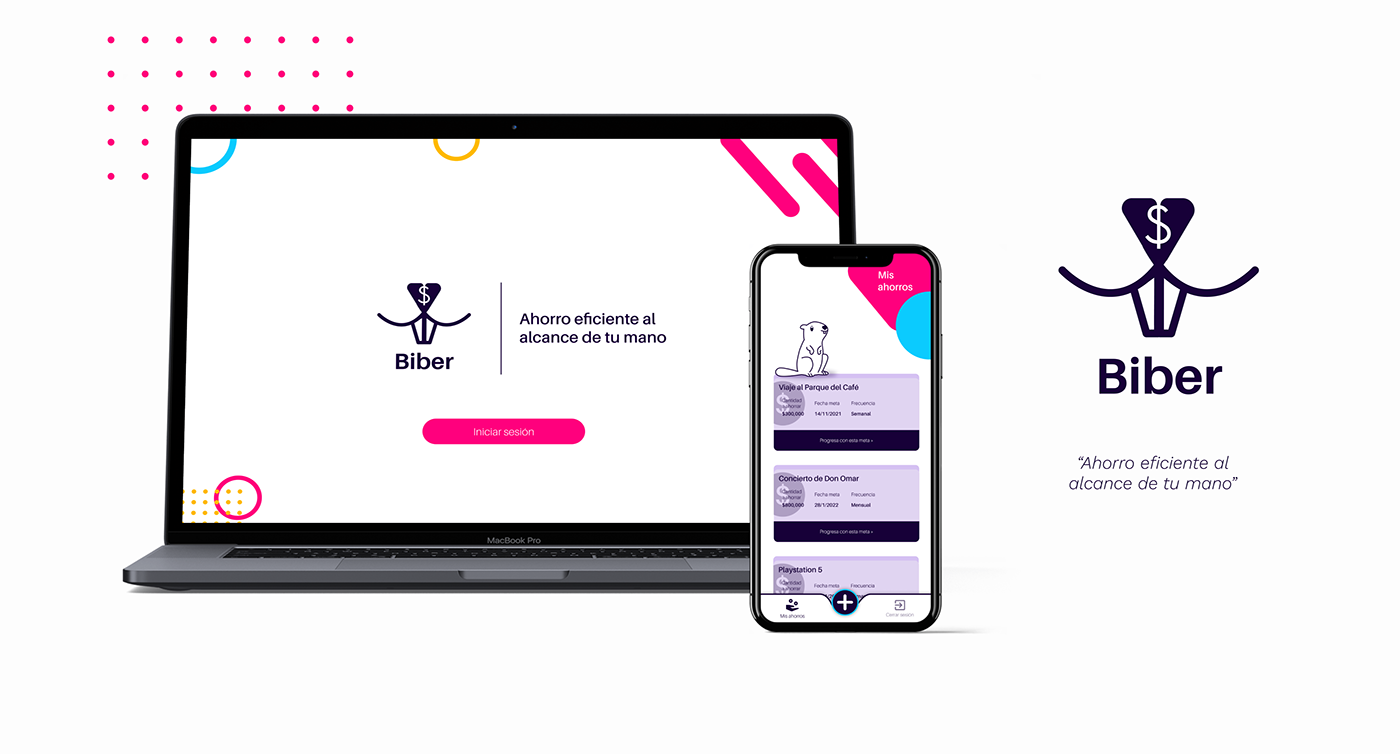 $
Biber
Ahorro eficiente al
alcance de tu mano
Iniciar sesión
MacBook Pro
Mis
ahorros
Viaje al Parque del Café
Cantidad
a ahorrar
Fecha meta
Frecuencia
$300,000
14/11/2021
Semanal
Progresa con esta meta »
Concierto de Don Omar
Cantidad
a ahorrar
Fecha meta
Frecuencia
$890,000
28/1/2022
Mensual
Progresa con esta meta »
Playstation 5
Cantidad
a ahorrar
Fecha meta
Frecuencia
Mis ahorros
Cerrar sesión
$
Biber
“Ahorro eficiente al
alcance de tu mano”